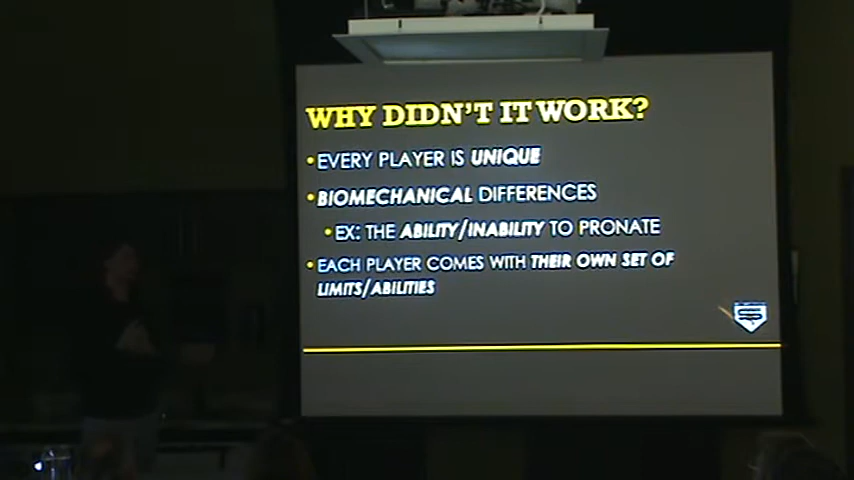 WHY DIDN'T IT WORK?
•EVERY PLAYER IS UNIQUE
•BIOMECHANICAL DIFFERENCES
•EX: THE ABILITY/INABILITY TO PRONATE
•EACH PLAYER COMES WITH THEIR OWN SET OF
LIMITS/ABILITIES